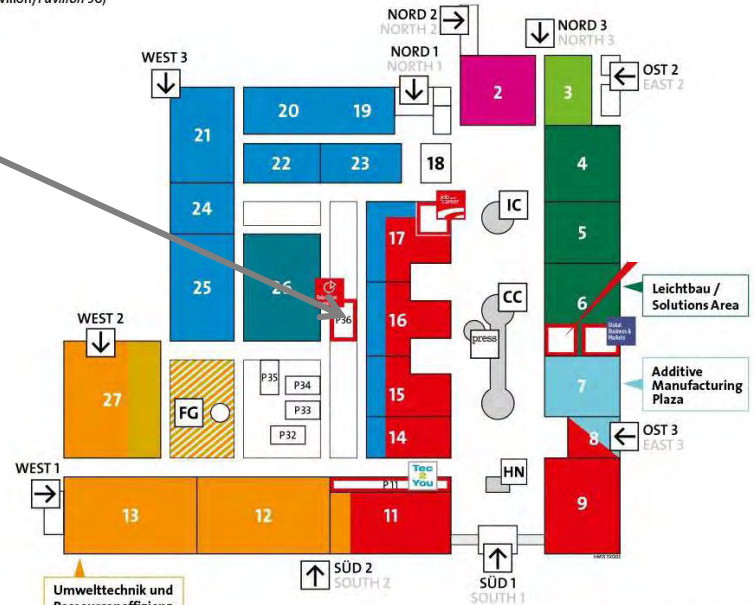 NORD 2
NORTH 2
NORD 3
NORTH 3
WEST 3
NORD 1
NORTH 1
OST 2
EAST 2
2
3
20
19
21
22
23
18
4
job and career
24
IC
17
5
25
26
CC
6
Leichtbau /
Solutions Area
P36
16
press
Global
Business &
Markets
WEST 2
P35
P34
7
Additive
Manufacturing
Plaza
27
FG
P33
15
P32
14
8
OST 3
EAST 3
WEST 1
Tec
2
You
HN
P11
13
12
11
9
SÜD 2
SOUTH 2
SÜD 1
SOUTH 1
Umwelttechnik und